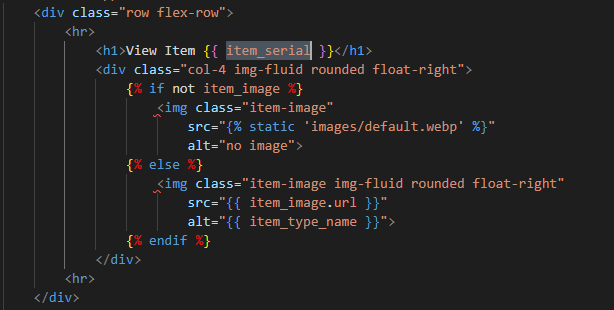 <div class="row flex-row">
<hr>
<h1>View Item {{ item_serial }}</h1>
<div class="col-4 img-fluid rounded float-right">
{% if not item_image %}
<img class="item-image"
src="{% static 'images/default.webp' %}"
alt="no image">
{% else %}
<img class="item-image img-fluid rounded float-right"
src="{{ item_image.url }}"
alt="{{ item_type_name }}">
{% endif %}
</div>
<hr>
</div>